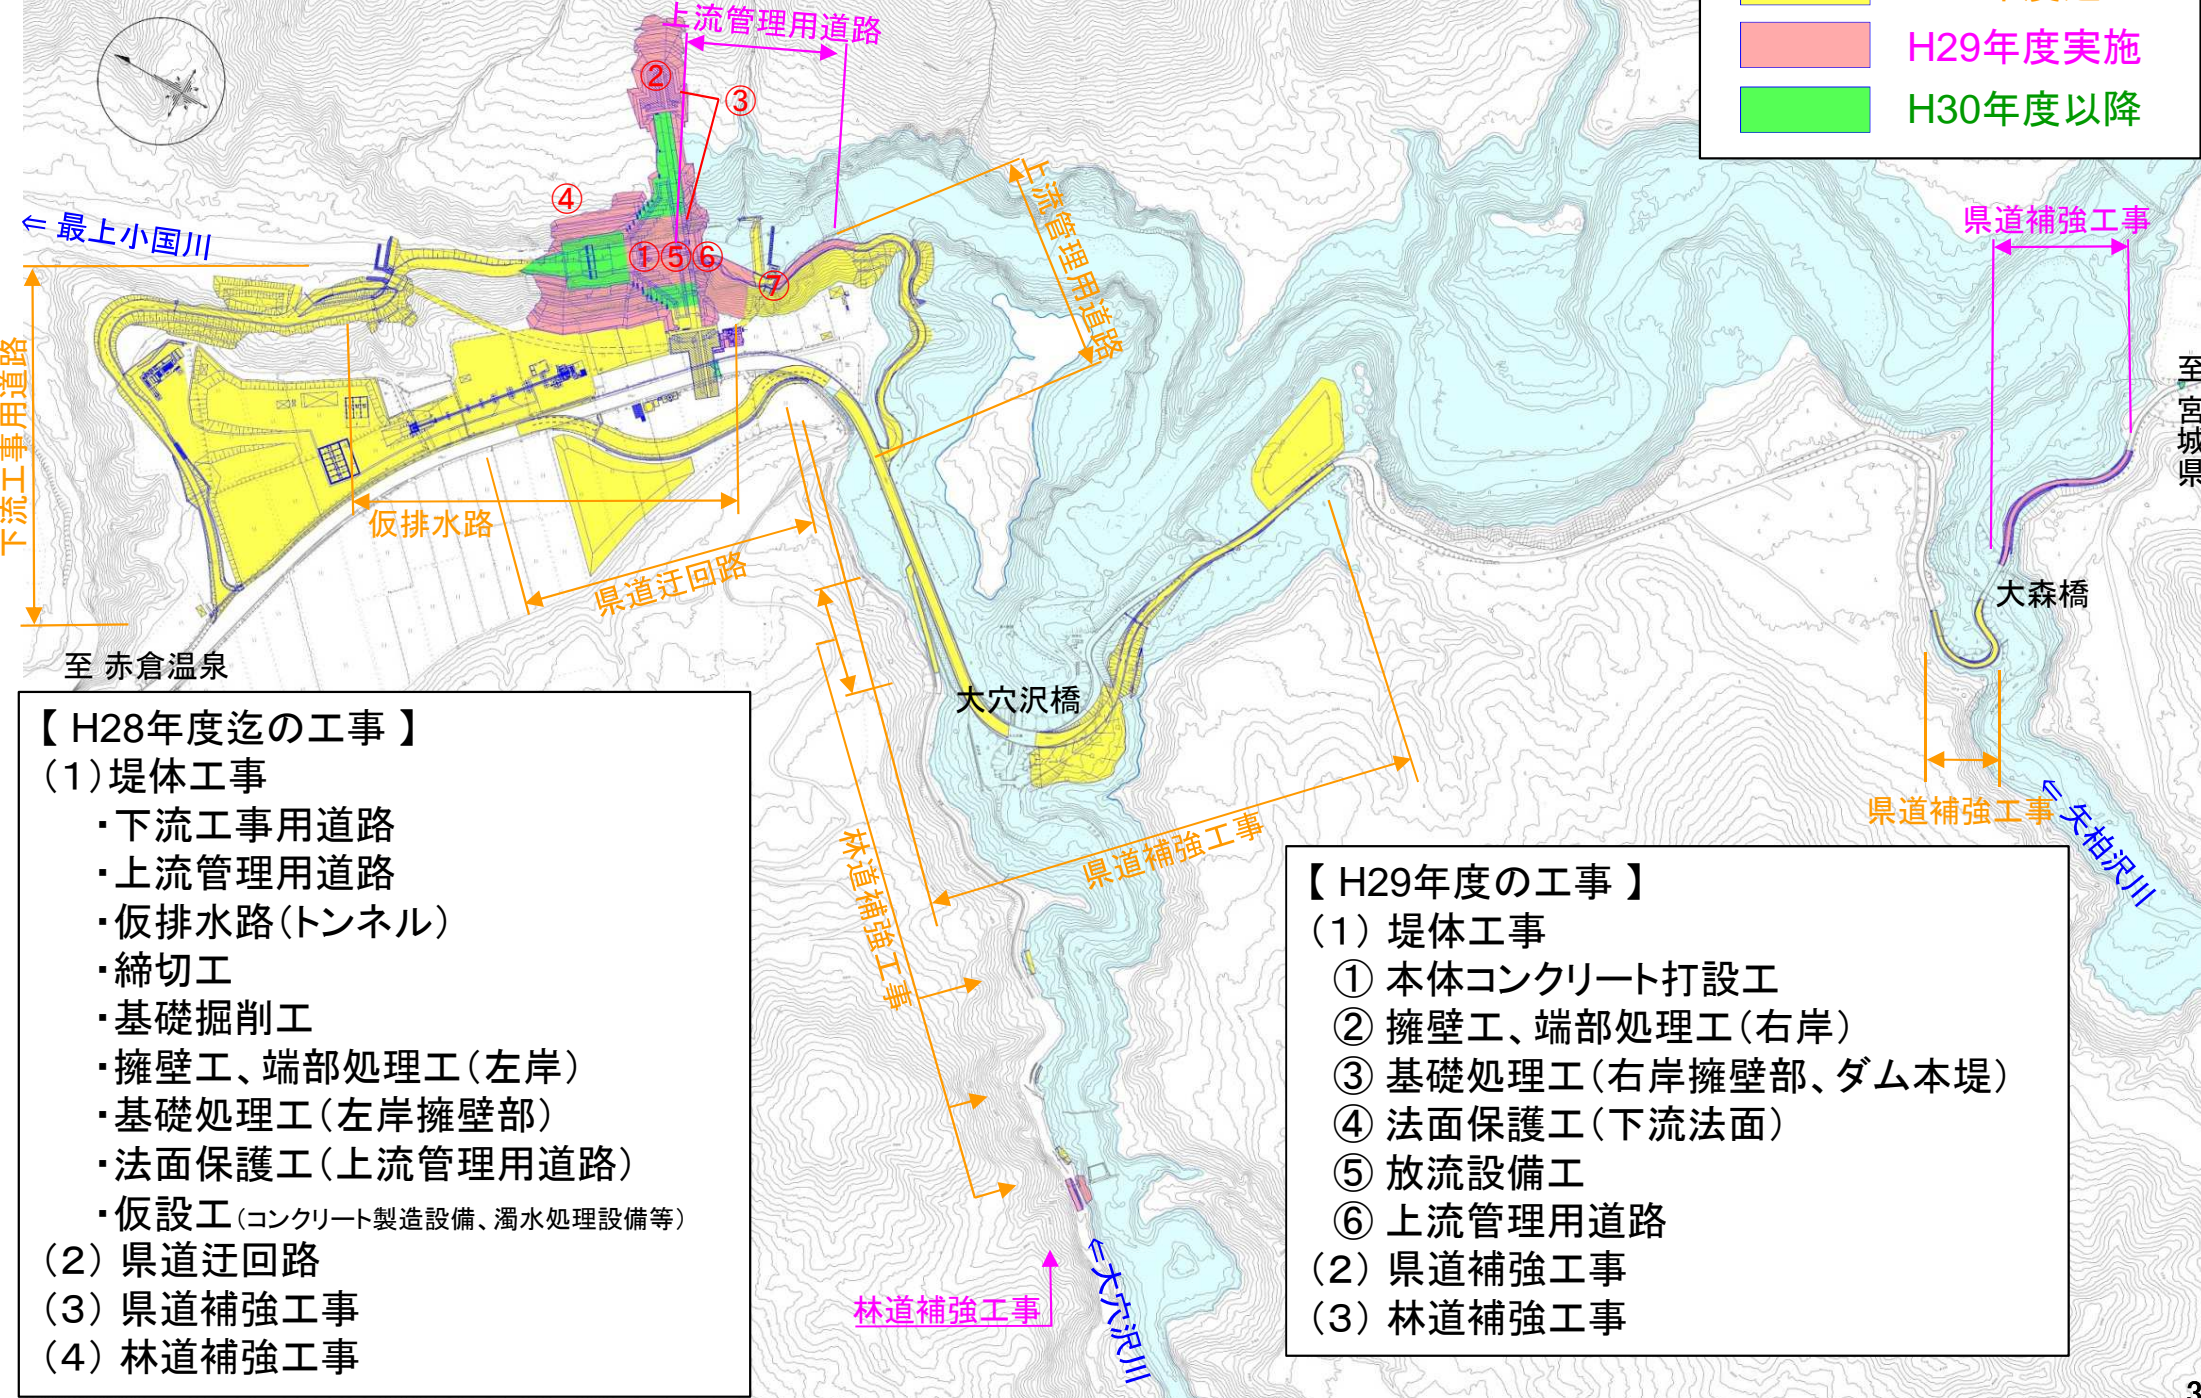 上流管理用道路
H29年度実施
H30年度以降
②
③
④
①⑤⑥
⑦
⇐ 最上小国川
上流管理用道路
県道補強工事
至 宮城県
下流工事用道路
仮排水路
県道迂回路
大森橋
至 赤倉温泉
大穴沢橋
県道補強工事
⇐ 矢柏沢川
林道補強工事
県道補強工事
【 H28年度迄の工事 】
（1）堤体工事
・下流工事用道路
・上流管理用道路
・仮排水路（トンネル）
・締切工
・基礎掘削工
・擁壁工、端部処理工（左岸）
・基礎処理工（左岸擁壁部）
・法面保護工（上流管理用道路）
・仮設工（コンクリート製造設備、濁水処理設備等）
（2） 県道迂回路
（3） 県道補強工事
（4） 林道補強工事
【 H29年度の工事 】
（1） 堤体工事
① 本体コンクリート打設工
② 擁壁工、端部処理工（右岸）
③ 基礎処理工（右岸擁壁部、ダム本堤）
④ 法面保護工（下流法面）
⑤ 放流設備工
⑥ 上流管理用道路
（2） 県道補強工事
（3） 林道補強工事
林道補強工事
⇐大穴沢川
3